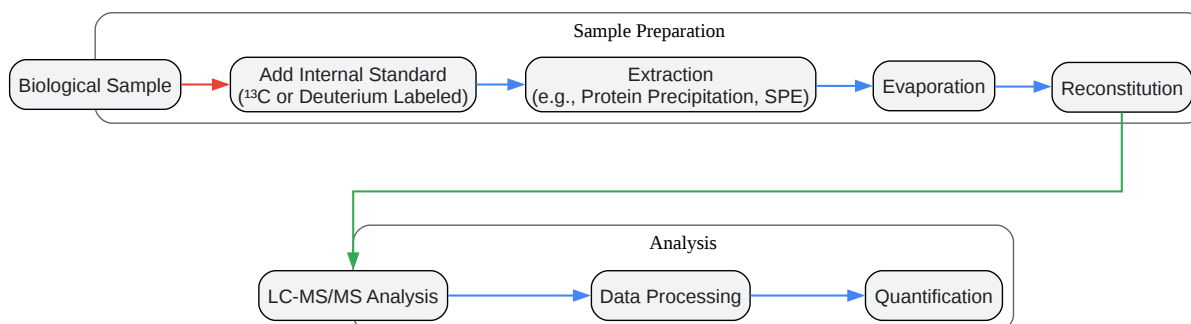 Sample Preparation
Biological Sample
Add Internal Standard
(¹³C or Deuterium Labeled)
Extraction
(e.g., Protein Precipitation, SPE)
Evaporation
Reconstitution
Analysis
LC-MS/MS Analysis
Data Processing
Quantification